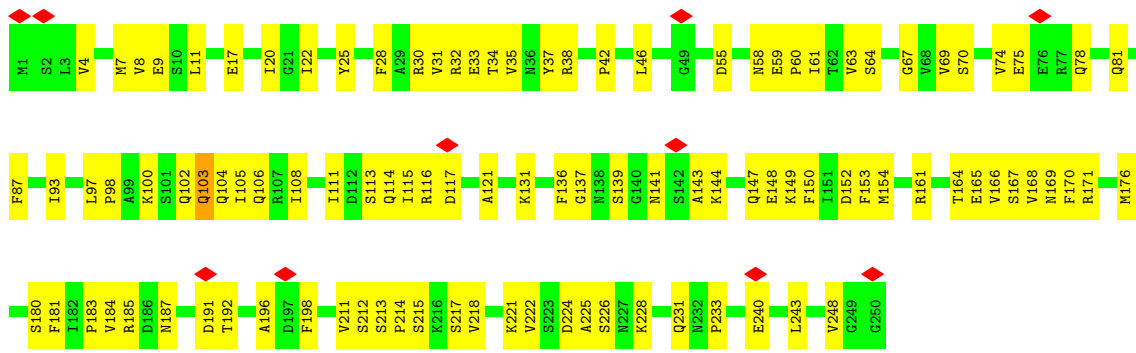 M1 S2 L3 V4 M7 V8 E9 S10 L11 E17 I20 G21 I22 Y25 F28 A29 R30 V31 R32 E33 T34 V35 N36 Y37 R38 P42 L46 G49 D55 N58 E59 P60 I61 T62 V63 S64 G67 V68 V69 S70 V74 E75 E76 R77 Q78 Q81
F87 I93 L97 P98 A99 K100 S101 Q102 Q103 Q104 I105 Q106 R107 I108 I111 D112 S113 Q114 I115 R116 D117 A121 K131 F136 G137 N138 S139 G140 N141 S142 A143 K144 Q147 E148 K149 F150 I151 D152 F153 M154 R161 T164 E165 V166 S167 V168 N169 F170 R171 M176
S180 F181 I182 P183 V184 R185 D186 N187 D191 T192 A196 D197 F198 V211 S212 S213 P214 S215 K216 S217 V218 K221 V222 S223 D224 A225 S226 N227 K228 Q231 N232 P233 E240 L243 V248 G249 G250